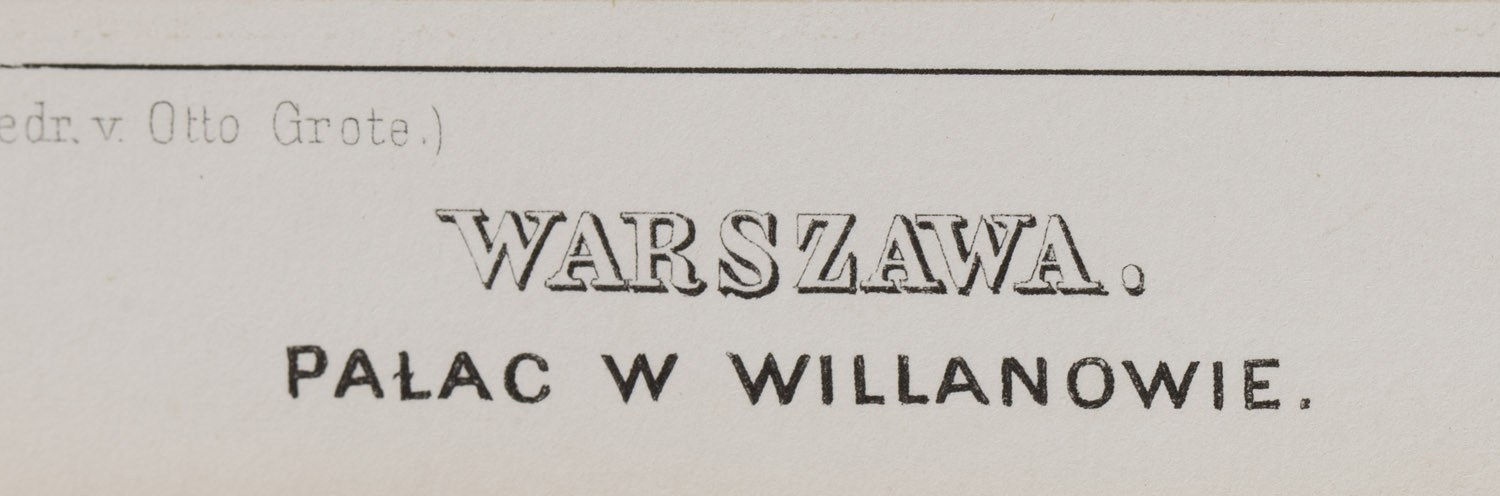 edr. v. Otto Grote.)
WARSZAWA.
PAŁAC W WILLANOWIE.